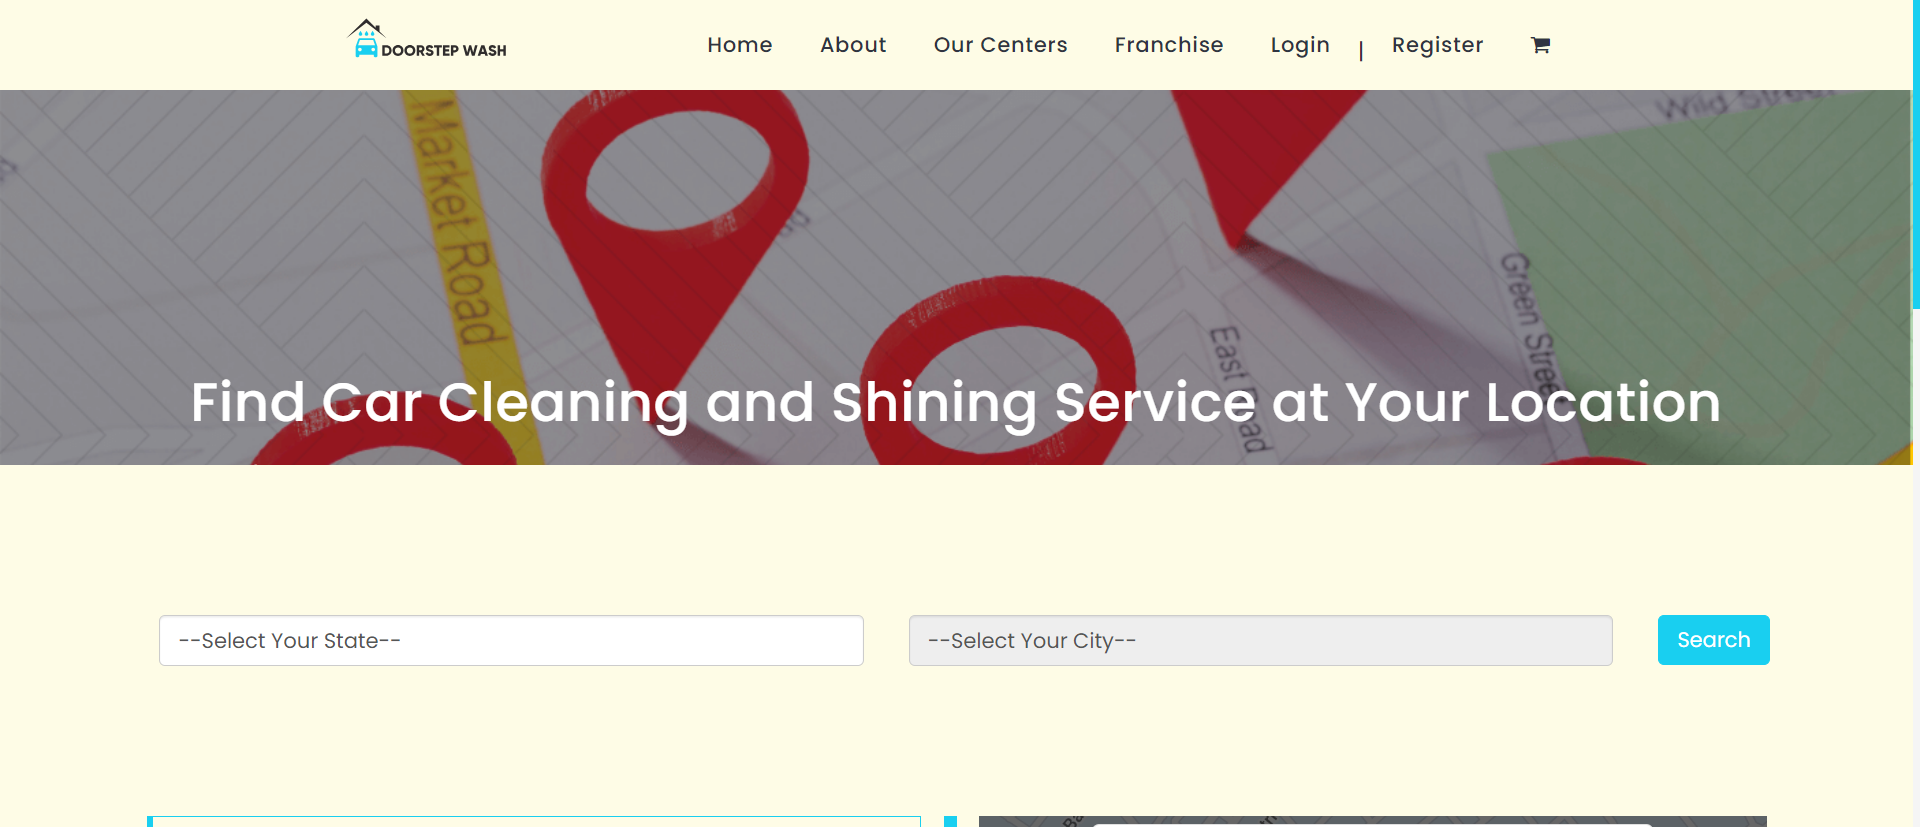 DOORSTEP WASH
Home About Our Centers Franchise Login | Register
Wild Street
Market Road
Green Street
East Road
Find Car Cleaning and Shining Service at Your Location
--Select Your State-- --Select Your City-- Search